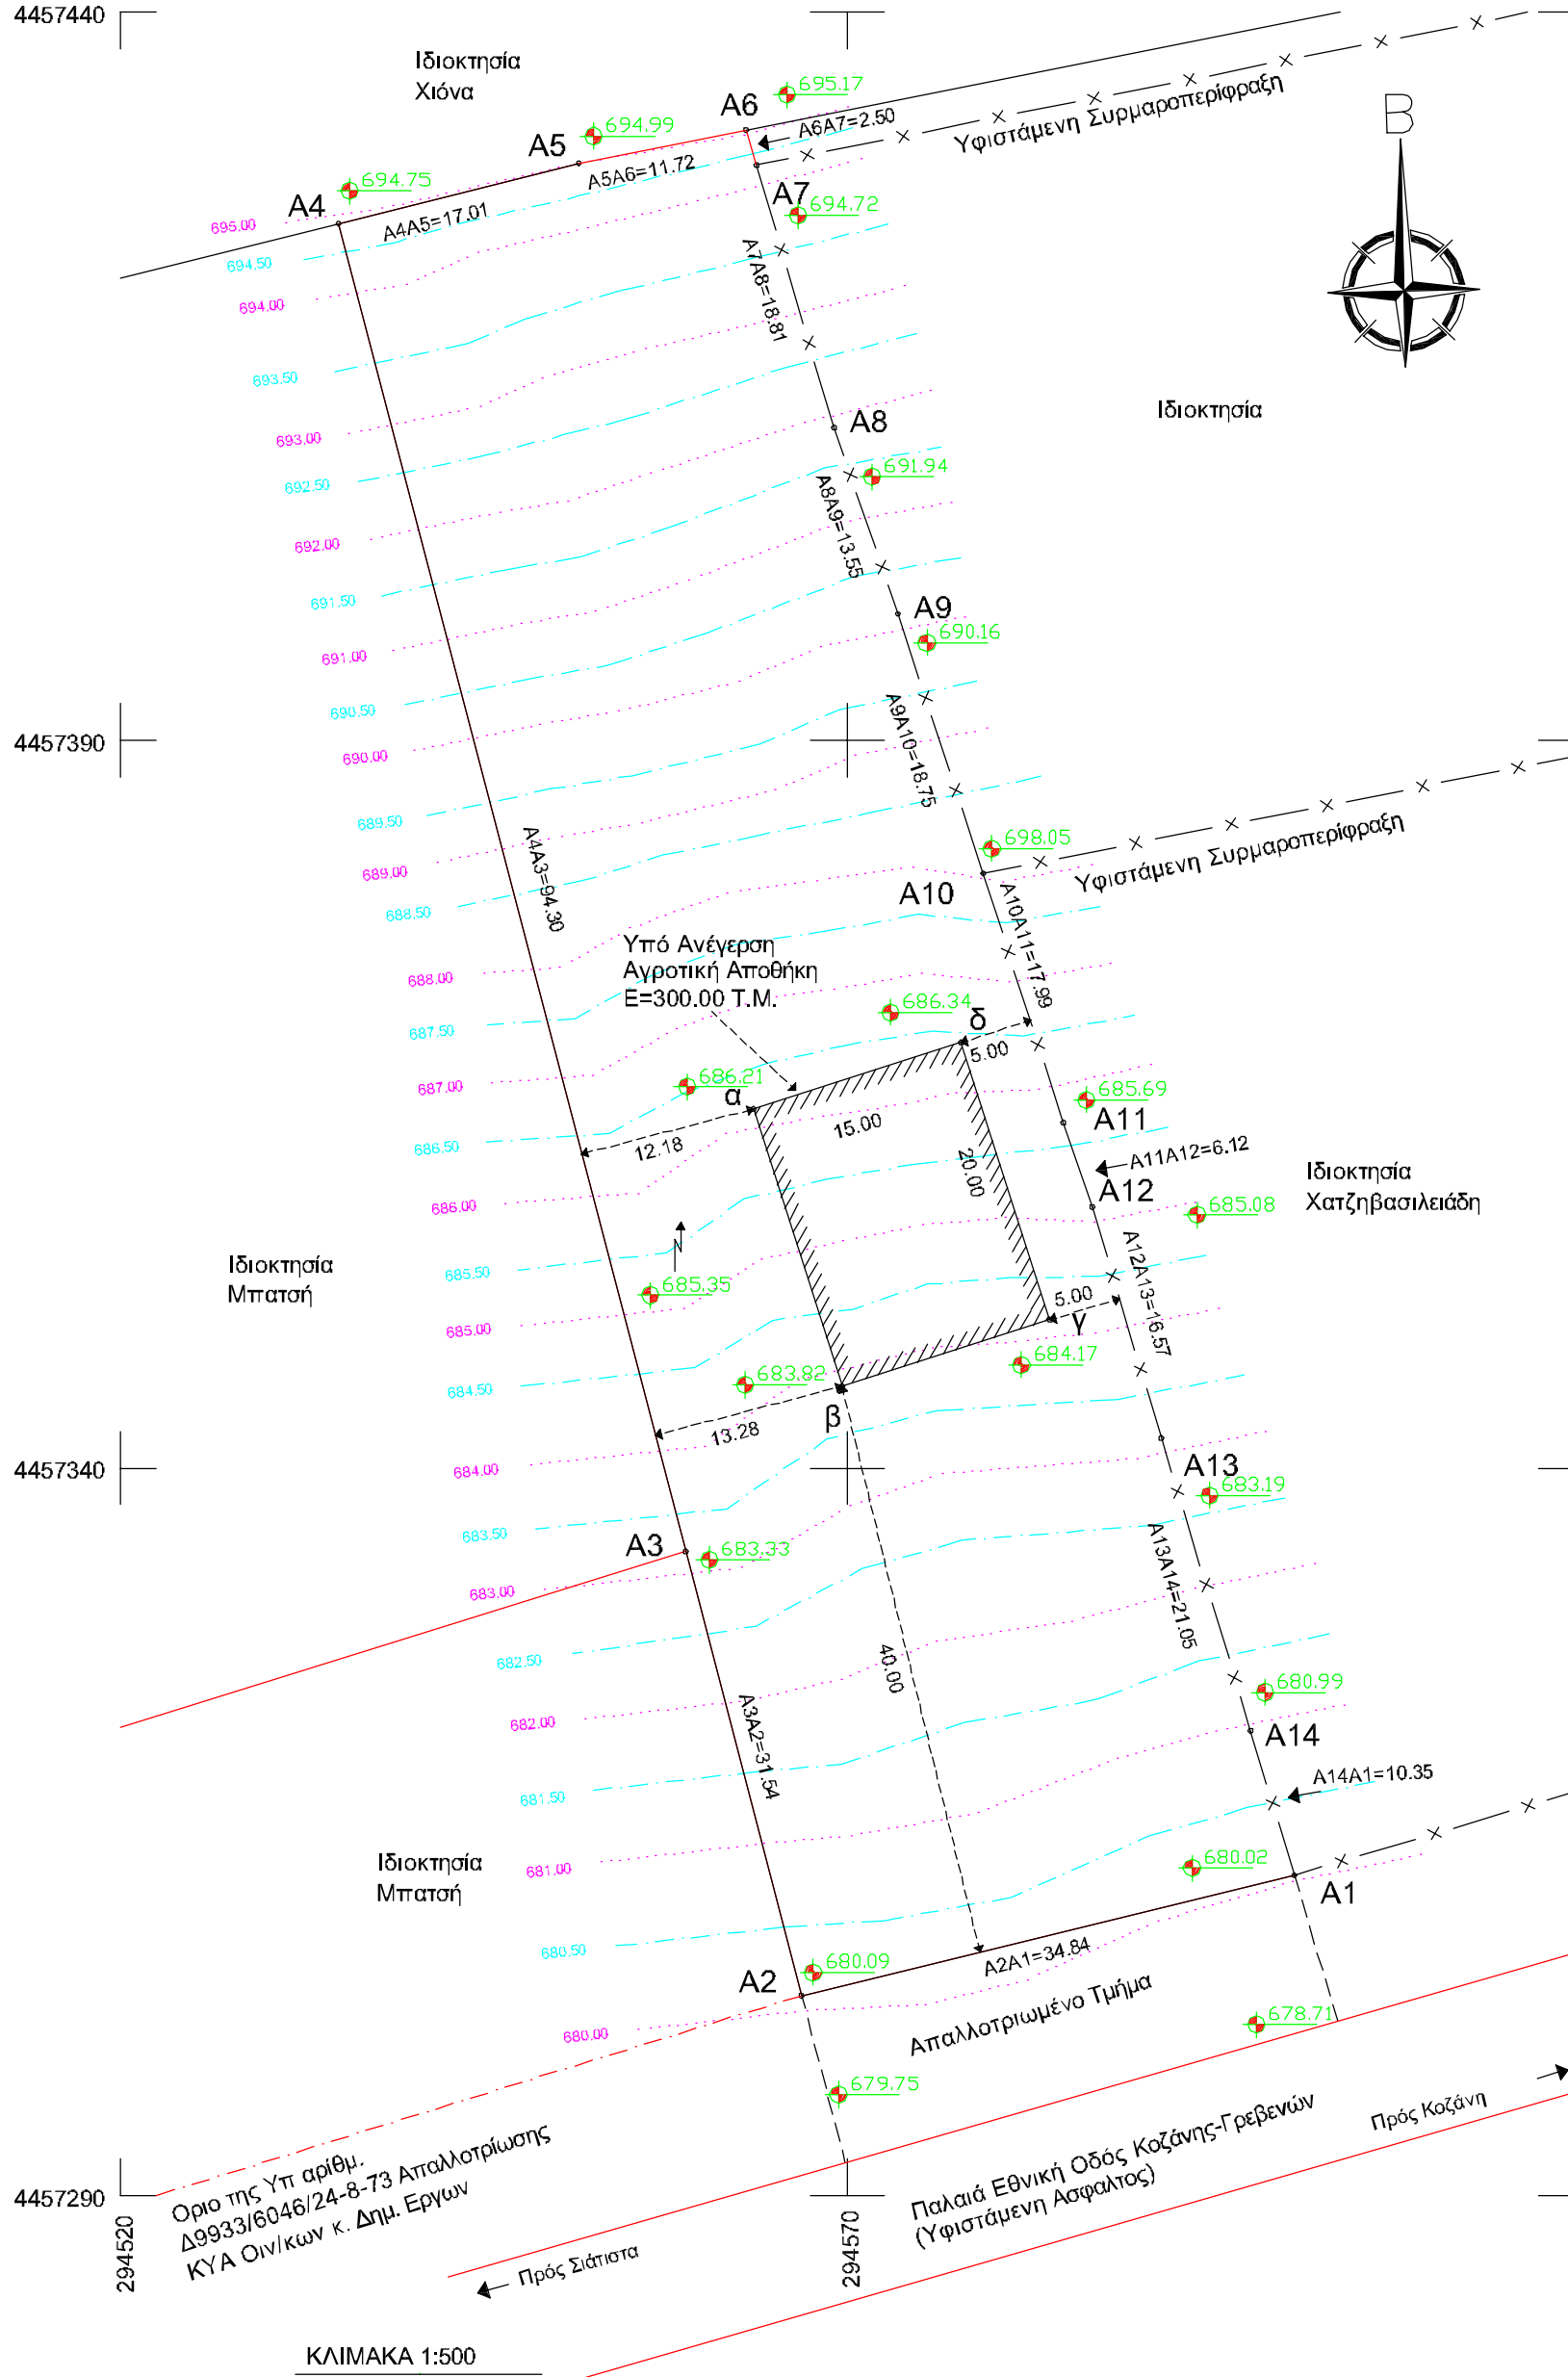 4457440
Ιδιοκτησία
Χιόνα
695.17
A6
A6A7=2.50
Υφιστάμενη Συρμαροπερίφραξη
B
694.99
A5
A5A6=11.72
694.75
A4
A4A5=17.01
A7
694.72
695.00
694.50
694.00
A7A8=18.81
693.50
Ιδιοκτησία
A8
693.00
691.94
692.50
A8A9=13.55
692.00
691.50
A9
690.16
691.00
690.50
A9A10=18.75
4457390
690.00
689.50
Υφιστάμενη Συρμαροπερίφραξη
698.05
A4A3=94.30
689.00
A10
A10A11=17.99
688.50
Υπό Ανέγερση
Αγροτική Αποθήκη
Ε=300.00 Τ.Μ.
688.00
686.34
δ
687.50
5.00
686.21
687.00
α
685.69
A11
15.00
686.50
12.18
20.00
A11A12=6.12
Ιδιοκτησία
Χατζηβασιλειάδη
A12
686.00
685.08
N
Ιδιοκτησία
Μπατσή
685.50
A12A13=16.57
685.35
5.00
γ
685.00
684.17
683.82
684.50
β
13.28
4457340
684.00
A13
683.19
683.50
A3
683.33
A13A14=21.05
683.00
682.50
40.00
680.99
682.00
A14
A3A2=31.54
681.50
A14A1=10.35
Ιδιοκτησία
Μπατσή
681.00
680.02
A1
680.50
A2A1=34.84
680.09
A2
680.00
Απαλλοτριωμένο Τμήμα
678.71
679.75
Πρός Κοζάνη
Παλαιά Εθνική Οδός Κοζάνης-Γρεβενών
(Υφιστάμενη Ασφαλτος)
4457290
Οριο της Υπ αρίθμ.
Δ9933/6046/24-8-73 Απαλλοτρίωσης
ΚΥΑ Οιν/κων κ. Δημ. Εργων
294520
294570
Πρός Σιάτιστα
ΚΛΙΜΑΚΑ 1:500